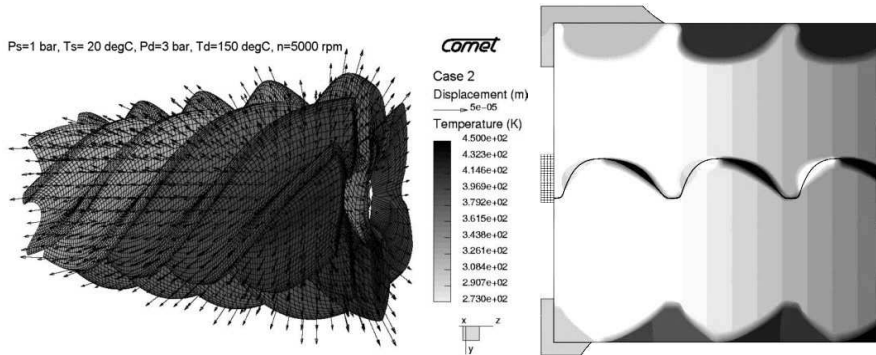 Ps=1 bar, Ts= 20 degC, Pd=3 bar, Td=150 degC, n=5000 rpm
comet
Case 2
Displacement (m)
5e-05
Temperature (K)
4.500e+02
4.323e+02
4.146e+02
3.969e+02
3.792e+02
3.615e+02
3.438e+02
3.261e+02
3.084e+02
2.907e+02
2.730e+02
x z
y